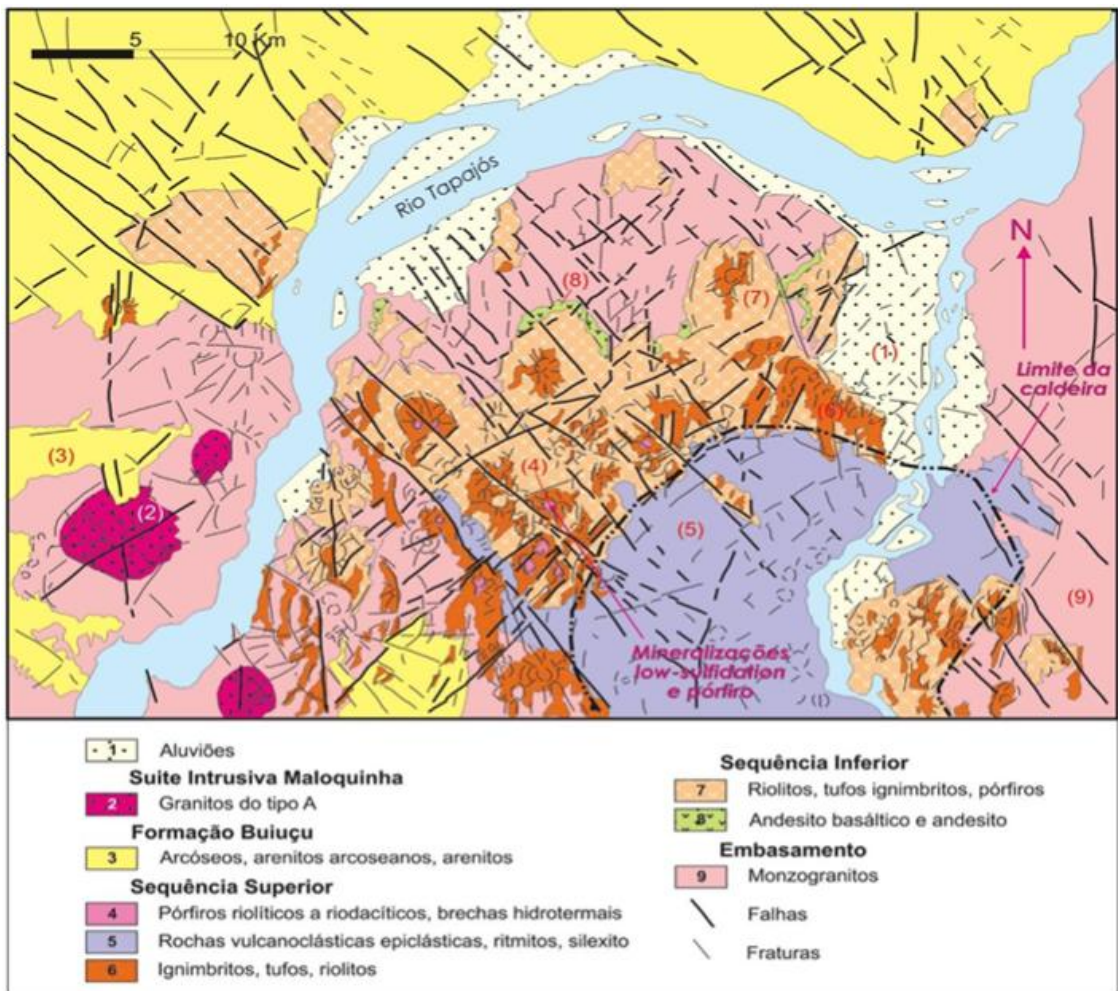 5
10 Km
Rio Tapajós
N
(8)
(7)
(1)
Limite da
caldeira
(6)
(3)
(4)
(2)
(5)
(9)
Mineralizações
low-sulfidation
e pórfiro
1 Aluviões
Suite Intrusiva Maloquinha
2 Granitos do tipo A
Formação Buiuçu
3 Arcóseos, arenitos arcoseanos, arenitos
Sequência Superior
4 Pórfiros riolíticos a riodacíticos, brechas hidrotermais
5 Rochas vulcanoclásticas epiclásticas, ritmitos, silexito
6 Ignimbritos, tufos, riolitos
Sequência Inferior
7 Riolitos, tufos ignimbritos, pórfiros
8 Andesito basáltico e andesito
Embasamento
9 Monzogranitos
Falhas
Fraturas